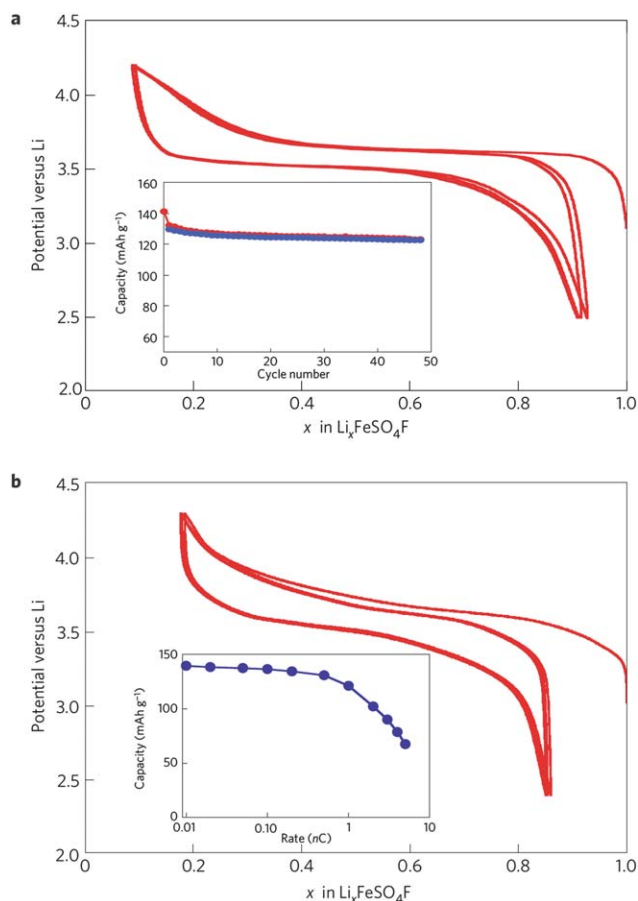 a
4.5
4.0
3.5
3.0
2.5
2.0
Potential versus Li
160
140
120
100
80
60
Capacity (mAh g⁻¹)
0 10 20 30 40 50
Cycle number
0 0.2 0.4 0.6 0.8 1.0
x in LiₓFeSO₄F
b
4.5
4.0
3.5
3.0
2.5
2.0
Potential versus Li
150
100
50
0
Capacity (mAh g⁻¹)
0.01 0.10 1 10
Rate (nC)
0 0.2 0.4 0.6 0.8 1.0
x in LiₓFeSO₄F